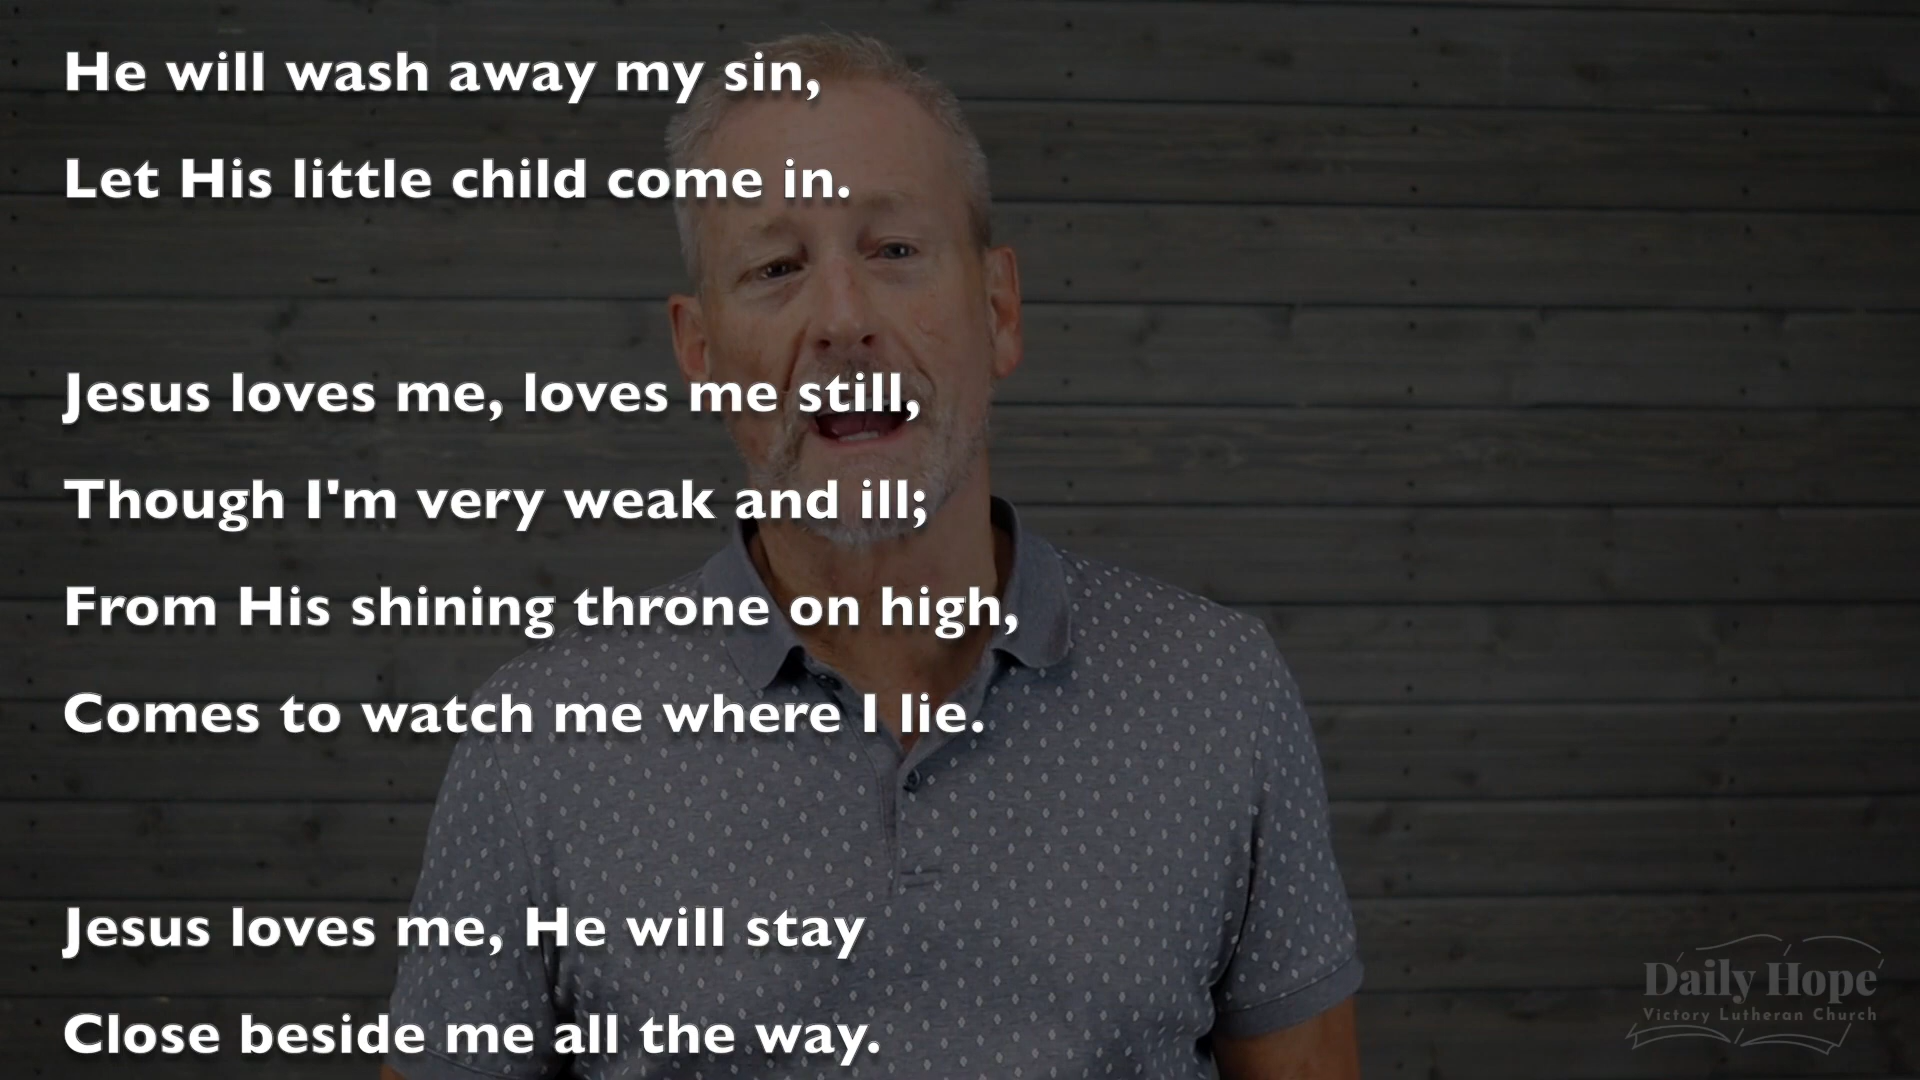 He will wash away my sin,
Let His little child come in.
Jesus loves me, loves me still,
Though I'm very weak and ill;
From His shining throne on high,
Comes to watch me where I lie.
Jesus loves me, He will stay
Close beside me all the way.
Daily Hope
Victory Lutheran Church